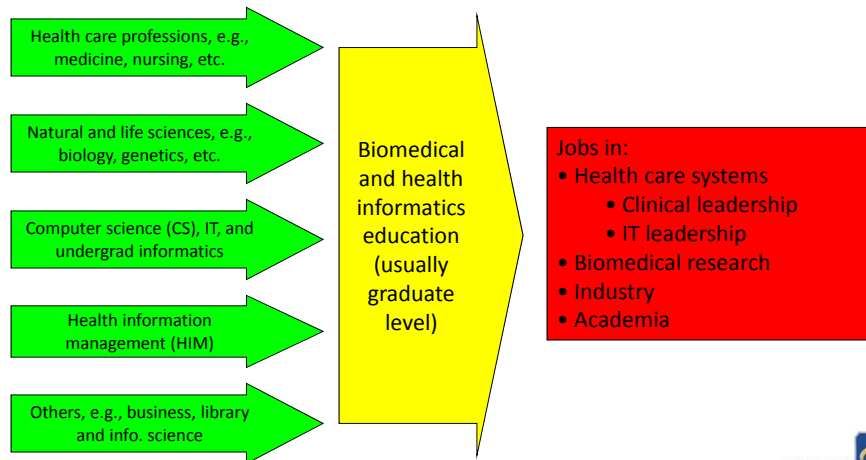 Health care professions, e.g.,
medicine, nursing, etc.
Natural and life sciences, e.g.,
biology, genetics, etc.
Computer science (CS), IT, and
undergrad informatics
Health information
management (HIM)
Others, e.g., business, library
and info. science
Biomedical
and health
informatics
education
(usually
graduate
level)
Jobs in:
• Health care systems
• Clinical leadership
• IT leadership
• Biomedical research
• Industry
• Academia